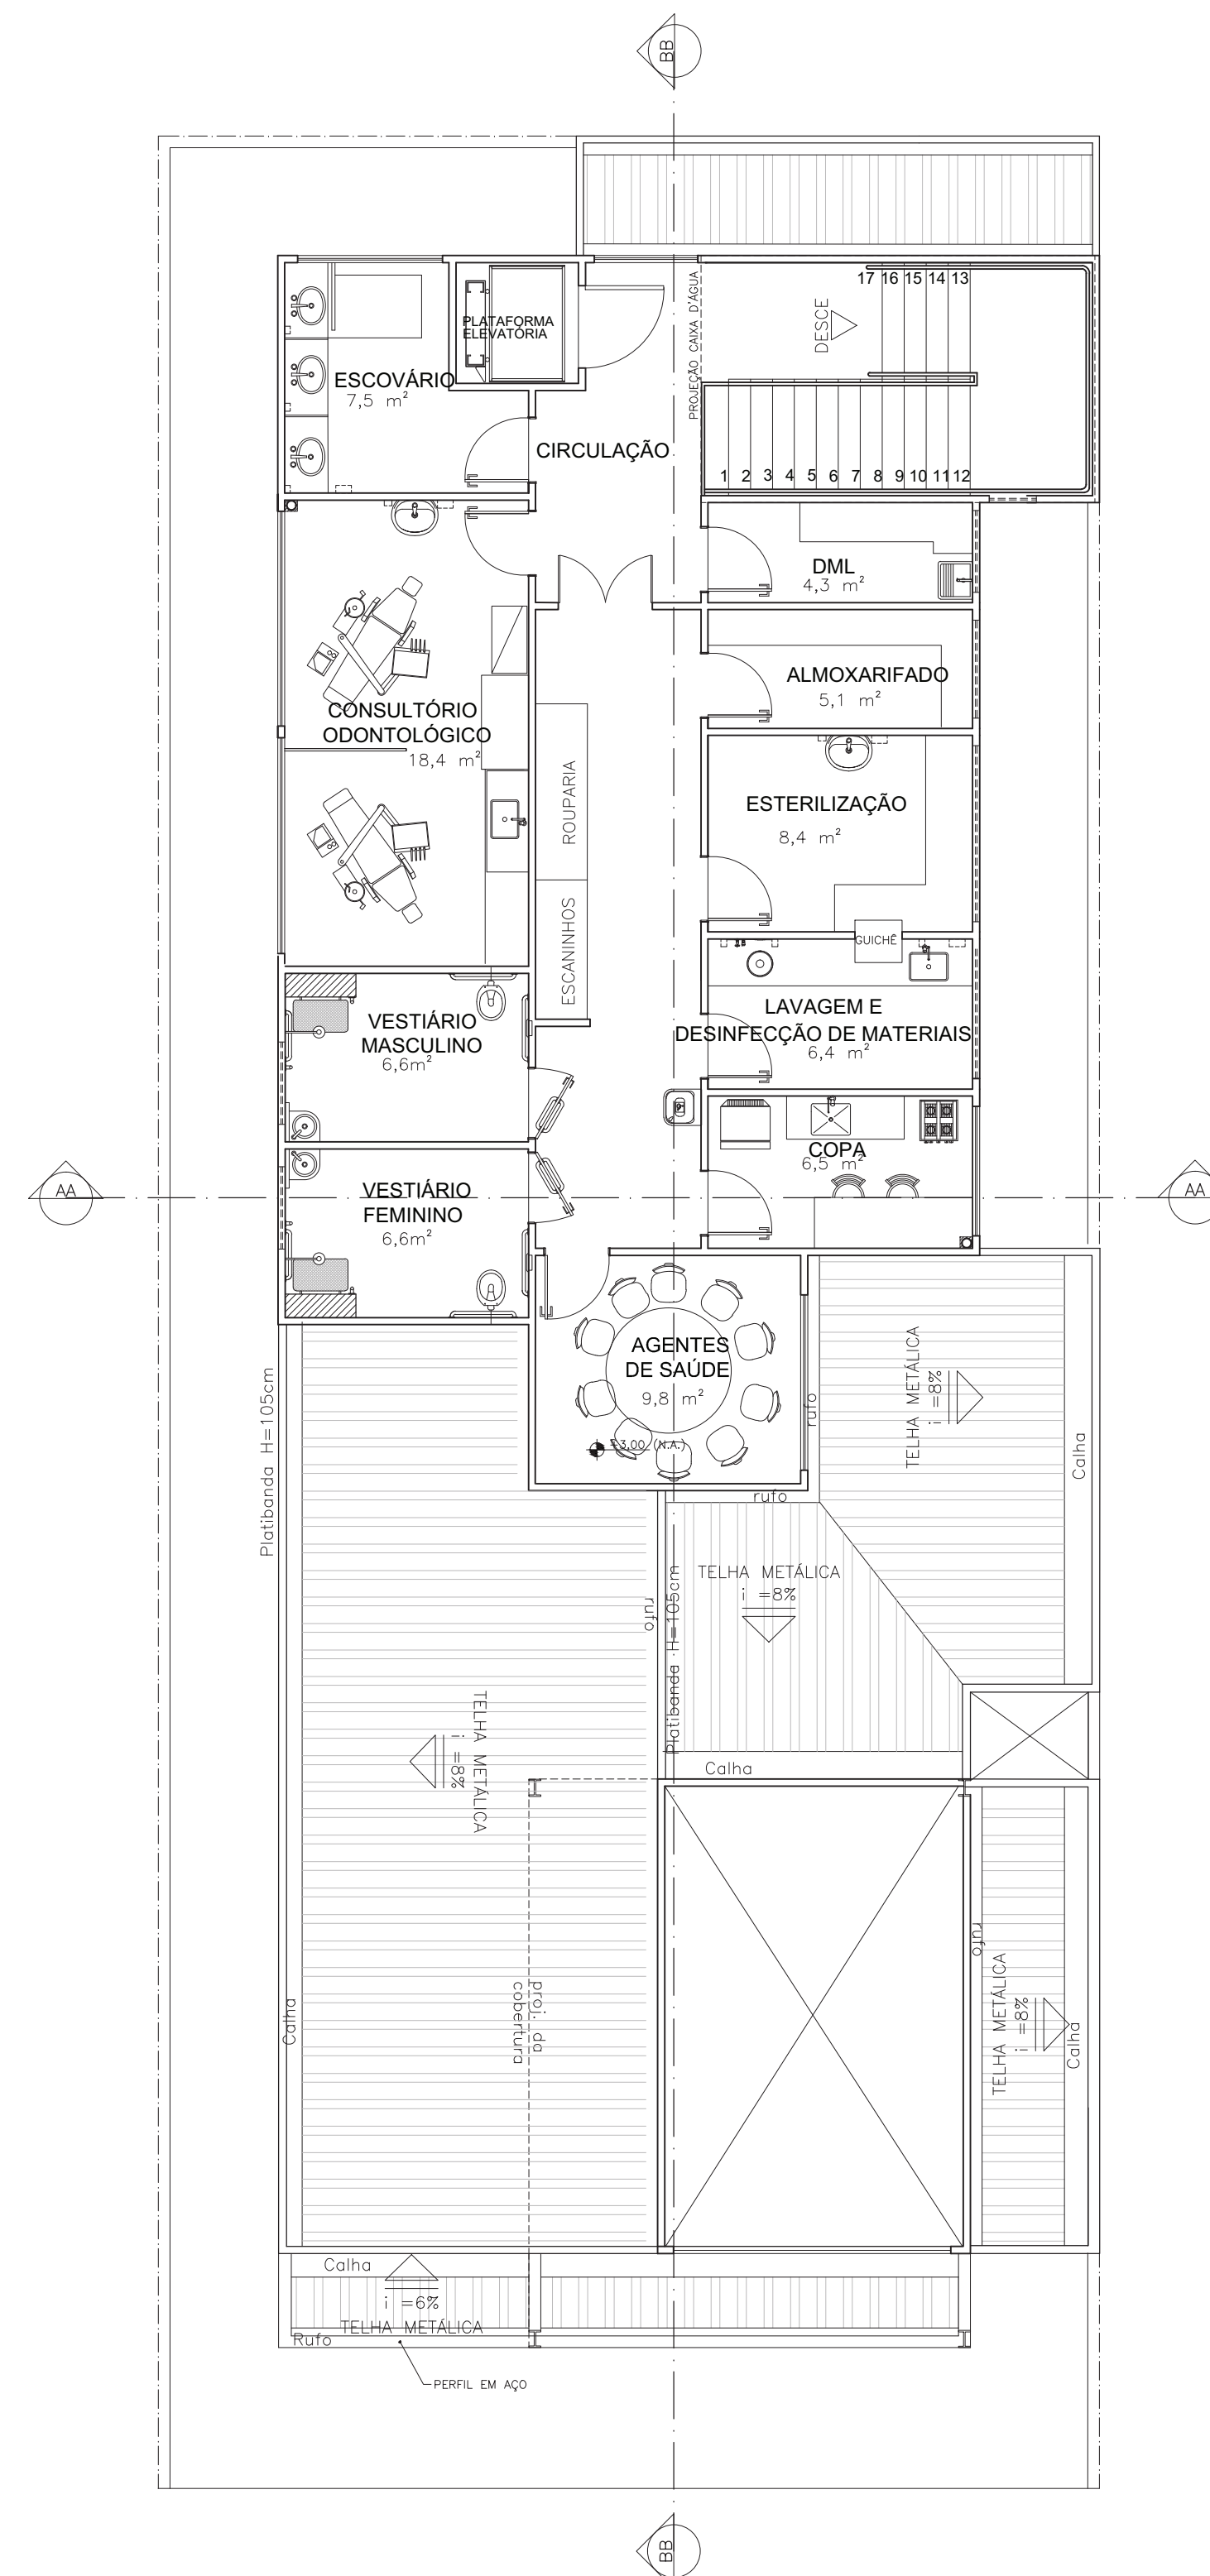 BB
PROJEÇÃO CAIXA D'ÁGUA
17 16 15 14 13
DESCE
PLATAFORMA
ELEVATÓRIA
ESCOVÁRIO
7,5 m²
CIRCULAÇÃO
1 2 3 4 5 6 7 8 9 10 11 12
DML
4,3 m²
ALMOXARIFADO
5,1 m²
CONSULTÓRIO
ODONTOLÓGICO
18,4 m²
ROUPARIA
ESTERILIZAÇÃO
8,4 m²
ESCANINHOS
GUICHÊ
LAVAGEM E
DESINFECÇÃO DE MATERIAIS
6,4 m²
VESTIÁRIO
MASCULINO
6,6m²
COPA
6,5 m²
AA
AA
VESTIÁRIO
FEMININO
6,6m²
AGENTES
DE SAÚDE
9,8 m²
+3,00 (N.A.)
rufo
TELHA METÁLICA
i =8%
Calha
Platibanda H=105cm
rufo
TELHA METÁLICA
i =8%
rufo
Platibanda H=105cm
Calha
TELHA METÁLICA
i =8%
proj. da
cobertura
Calha
rufo
TELHA METÁLICA
i =8%
Calha
Calha
i =6%
TELHA METÁLICA
Rufo
PERFIL EM AÇO
BB